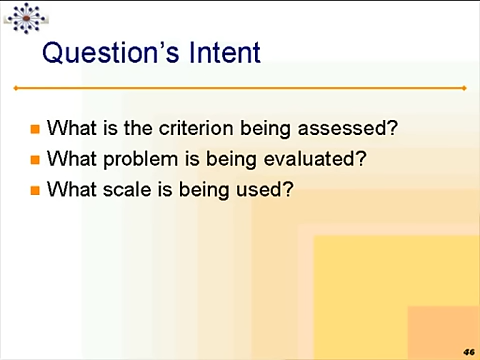 Question's Intent
What is the criterion being assessed?
What problem is being evaluated?
What scale is being used?
46